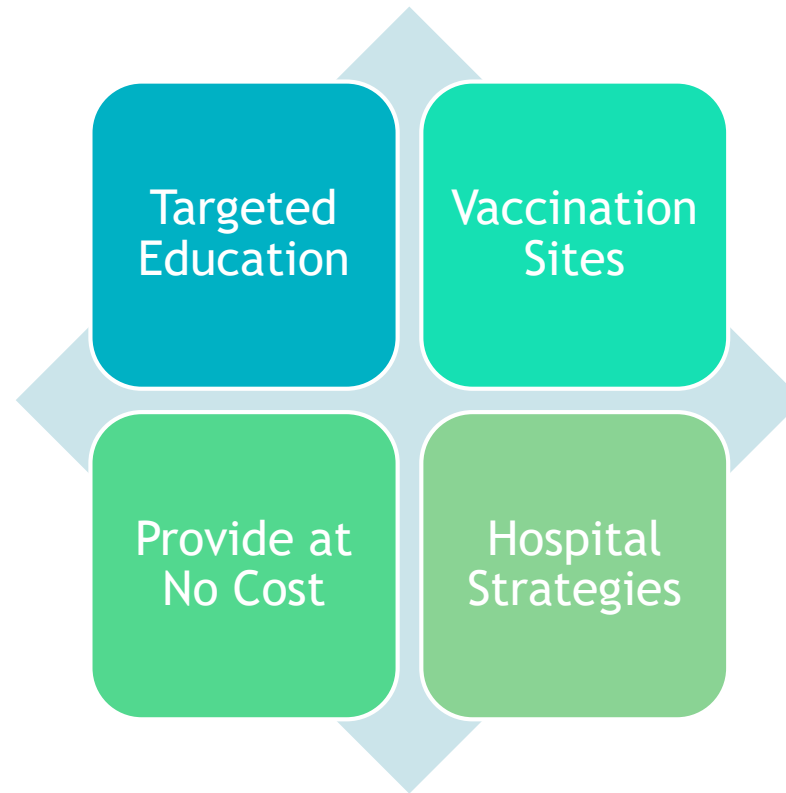 Targeted
Education
Vaccination
Sites
Provide at
No Cost
Hospital
Strategies